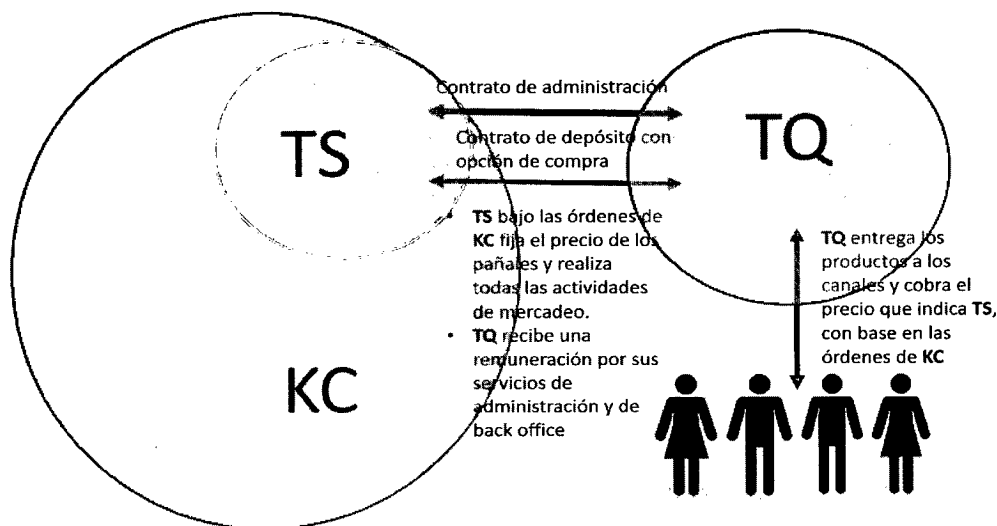 TS
KC
TQ
Contrato de administración
Contrato de depósito con
opción de compra
• TS bajo las órdenes de
KC fija el precio de los
pañales y realiza
todas las actividades
de mercadeo.
• TQ recibe una
remuneración por sus
servicios de
administración y de
back office
TQ entrega los
productos a los
canales y cobra el
precio que indica TS,
con base en las
órdenes de KC